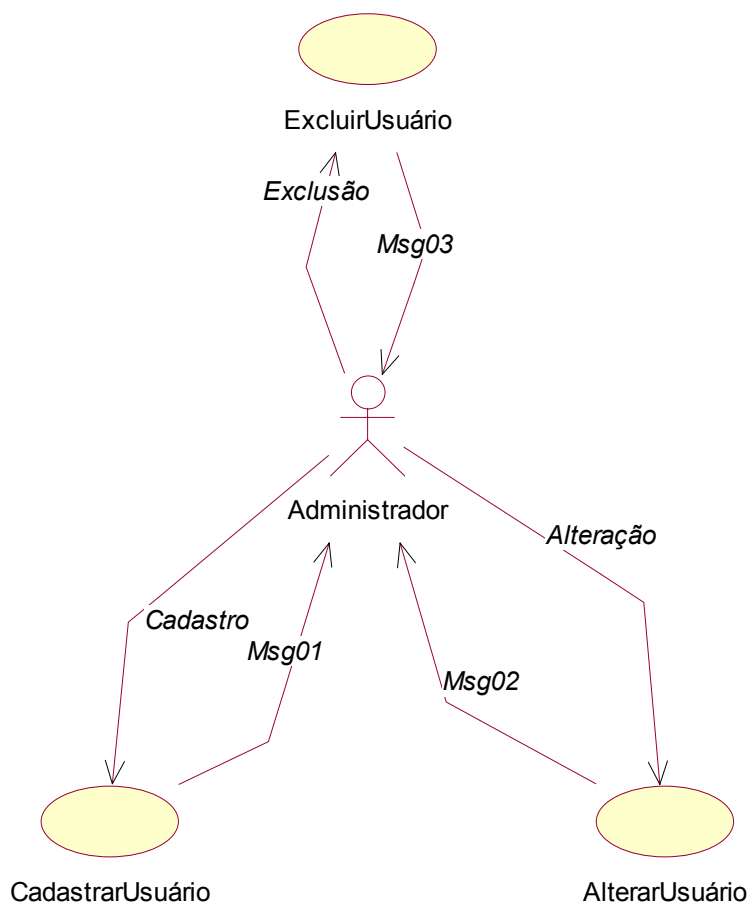 ExcluirUsuário
Exclusão
Msg03
Administrador
Alteração
Cadastro
Msg01
Msg02
CadastrarUsuário
AlterarUsuário